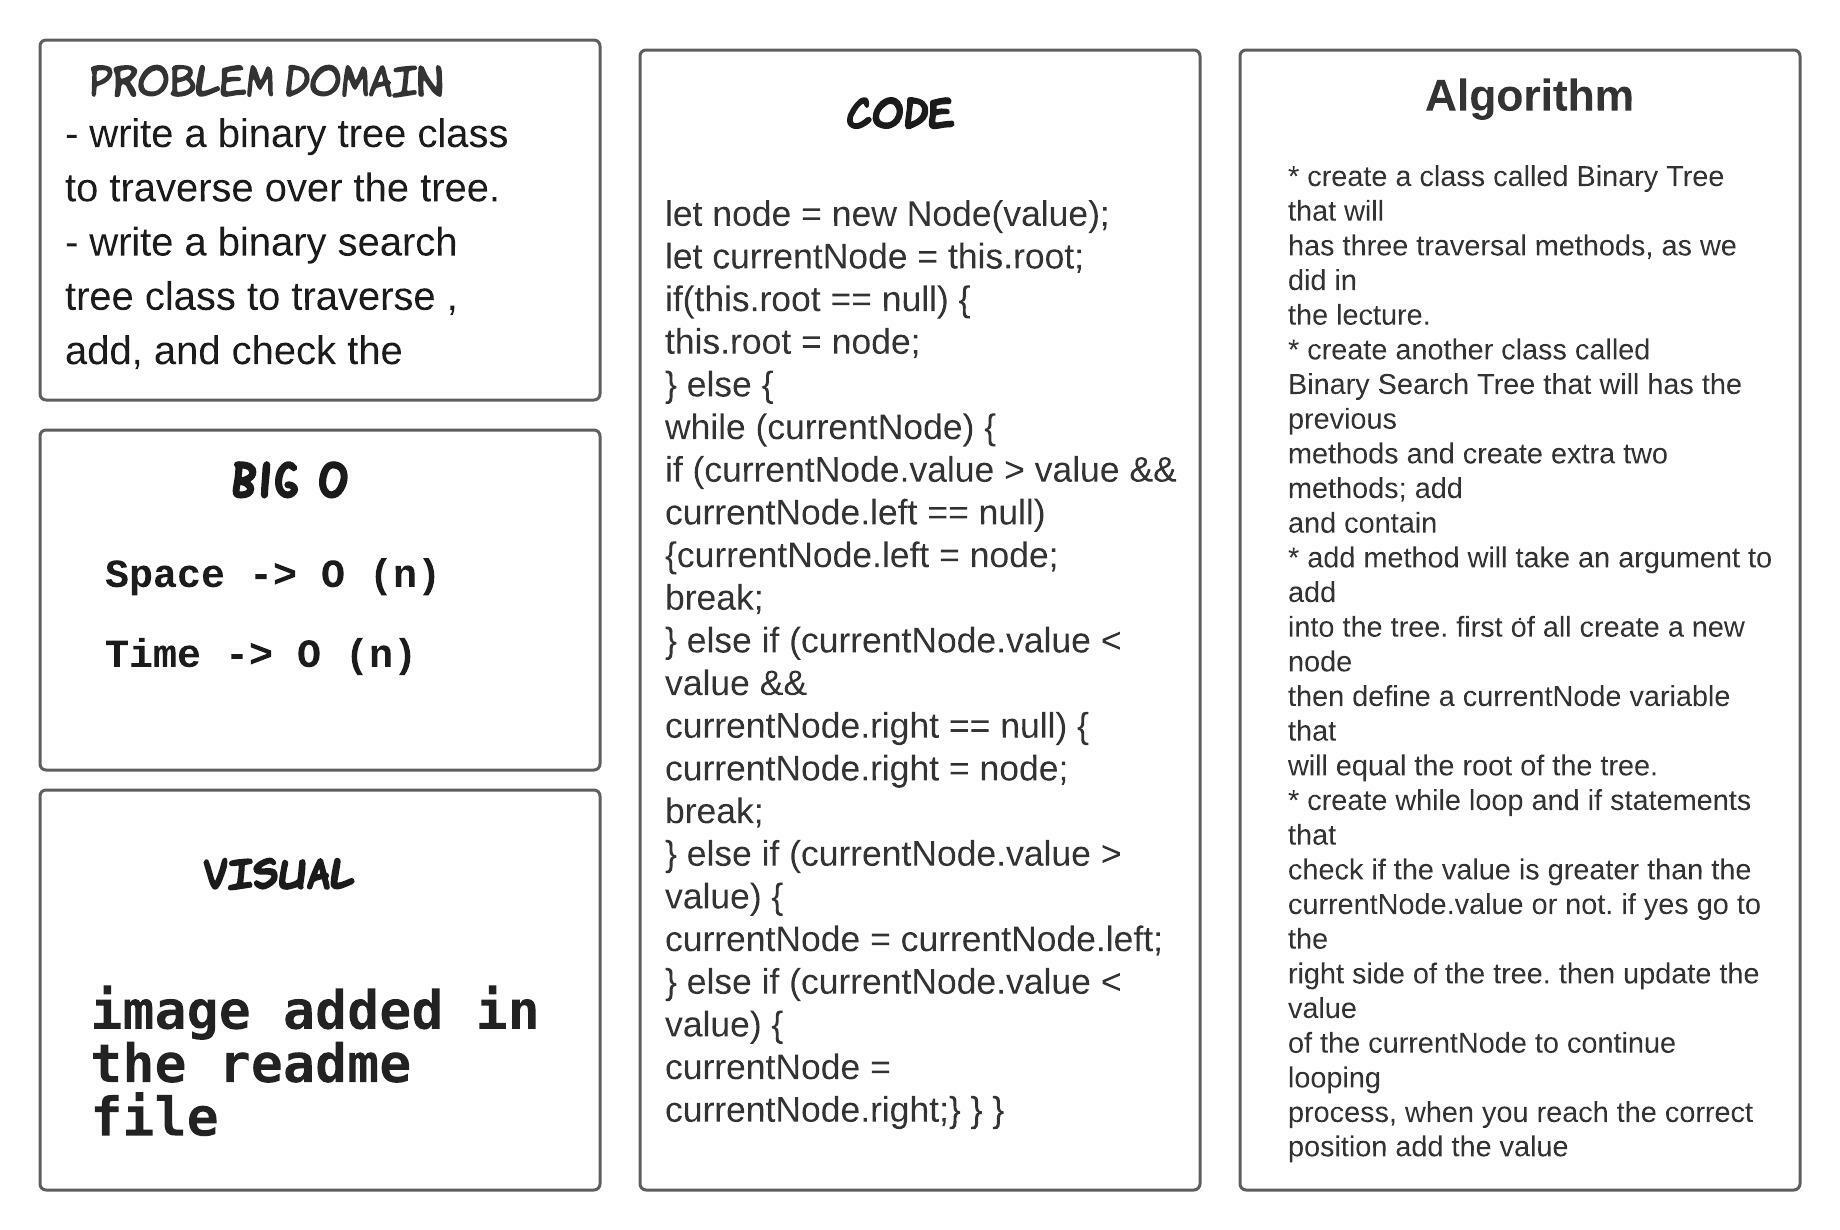 PROBLEM DOMAIN
- write a binary tree class
to traverse over the tree.
- write a binary search
tree class to traverse ,
add, and check the
BIG O
Space -> O (n)
Time -> O (n)
VISUAL
image added in
the readme
file
CODE
let node = new Node(value);
let currentNode = this.root;
if(this.root == null) {
this.root = node;
} else {
while (currentNode) {
if (currentNode.value > value &&
currentNode.left == null)
{currentNode.left = node;
break;
} else if (currentNode.value <
value &&
currentNode.right == null) {
currentNode.right = node;
break;
} else if (currentNode.value >
value) {
currentNode = currentNode.left;
} else if (currentNode.value <
value) {
currentNode =
currentNode.right;} } }
Algorithm
* create a class called Binary Tree
that will
has three traversal methods, as we
did in
the lecture.
* create another class called
Binary Search Tree that will has the
previous
methods and create extra two
methods; add
and contain
* add method will take an argument to
add
into the tree. first of all create a new
node
then define a currentNode variable
that
will equal the root of the tree.
* create while loop and if statements
that
check if the value is greater than the
currentNode.value or not. if yes go to
the
right side of the tree. then update the
value
of the currentNode to continue
looping
process, when you reach the correct
position add the value